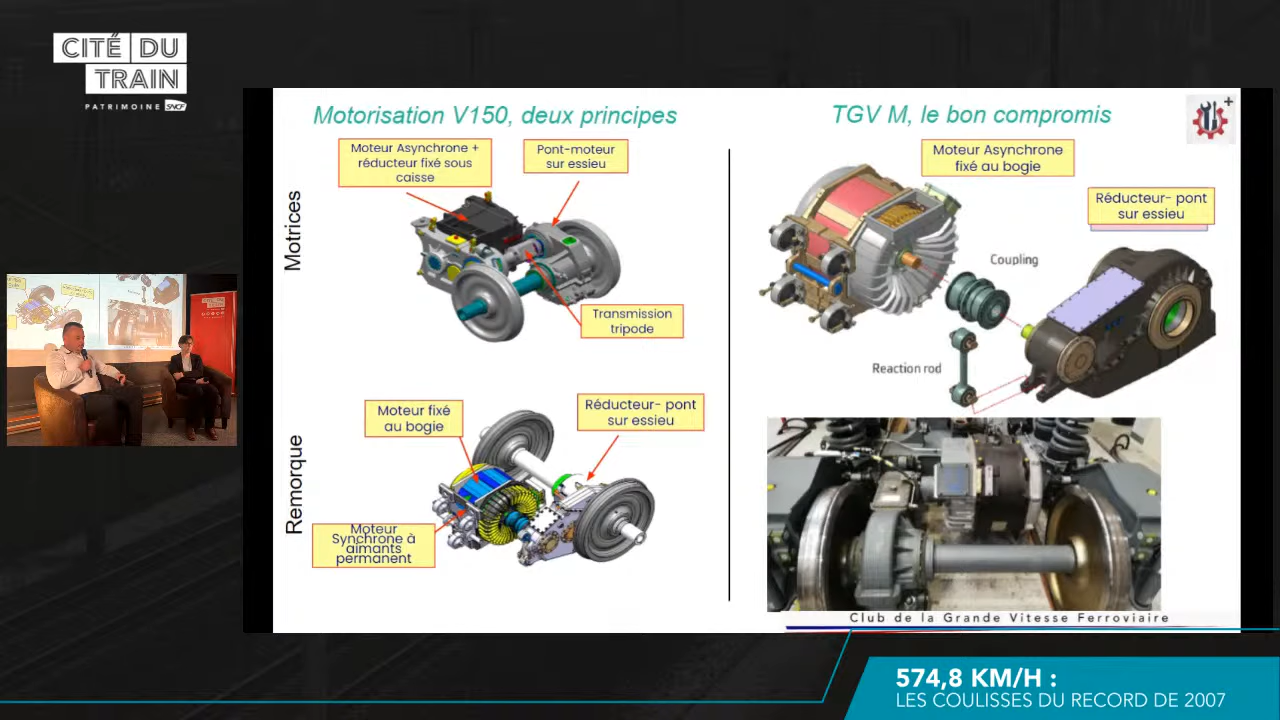 CITÉ DU
TRAIN
PATRIMOINE SNCF
Motorisation V150, deux principes
Motrices
Moteur Asynchrone +
réducteur fixé sous
caisse
Pont-moteur
sur essieu
Transmission
tripode
Remorque
Moteur fixé
au bogie
Réducteur- pont
sur essieu
Moteur
Synchrone à
aimants
permanent
TGV M, le bon compromis
Moteur Asynchrone
fixé au bogie
Réducteur- pont
sur essieu
Coupling
Reaction rod
Club de la Grande Vitesse Ferroviaire
574,8 KM/H :
LES COULISSES DU RECORD DE 2007